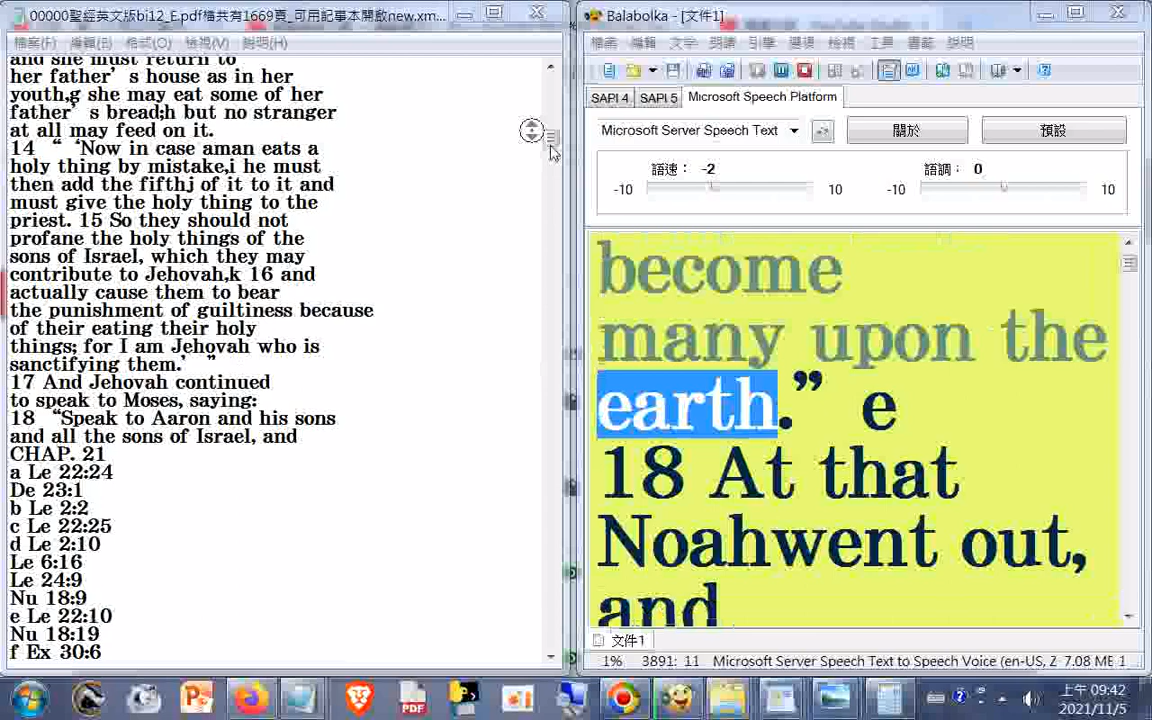 00000聖經英文版bi12_E.pdf檔共有1669頁_可用記事本開啟new.xm...
檔案(F) 編輯(E) 格式(O) 檢視(V) 說明(H)
and she must return to
her father's house as in her
youth,g she may eat some of her
father's bread;h but no stranger
at all may feed on it.
14 “ ‘Now in case aman eats a
holy thing by mistake,i he must
then add the fifthj of it to it and
must give the holy thing to the
priest. 15 So they should not
profane the holy things of the
sons of Israel, which they may
contribute to Jehovah,k 16 and
actually cause them to bear
the punishment of guiltiness because
of their eating their holy
things; for I am Jehovah who is
sanctifying them.’ ”
17 And Jehovah continued
to speak to Moses, saying:
18 “Speak to Aaron and his sons
and all the sons of Israel, and
CHAP. 21
a Le 22:24
De 23:1
b Le 2:2
c Le 22:25
d Le 2:10
Le 6:16
Le 24:9
Nu 18:9
e Le 22:10
Nu 18:19
f Ex 30:6
Balabolka - [文件1]
檔案 編輯 文字 朗讀 引擎 選項 檢視 工具 書籤 說明
SAPI 4 SAPI 5 Microsoft Speech Platform
Microsoft Server Speech Text 關於 預設
語速： -2 語調： 0
-10 10 -10 10
become
many upon the
earth.” e
18 At that
Noahwent out,
and
文件1
1% 3891: 11 Microsoft Server Speech Text to Speech Voice (en-US, Z 7.08 ME 1
PDF
上午 09:42
2021/11/5